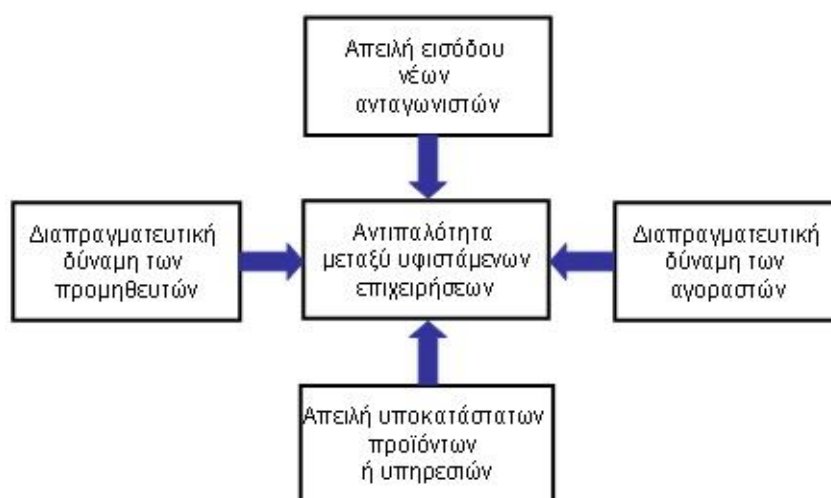 Απειλή εισόδου
νέων
ανταγωνιστών
Διαπραγματευτική
δύναμη των
προμηθευτών
Αντιπαλότητα
μεταξύ υφιστάμενων
επιχειρήσεων
Διαπραγματευτική
δύναμη των
αγοραστών
Απειλή υποκατάστατων
προϊόντων
ή υπηρεσιών